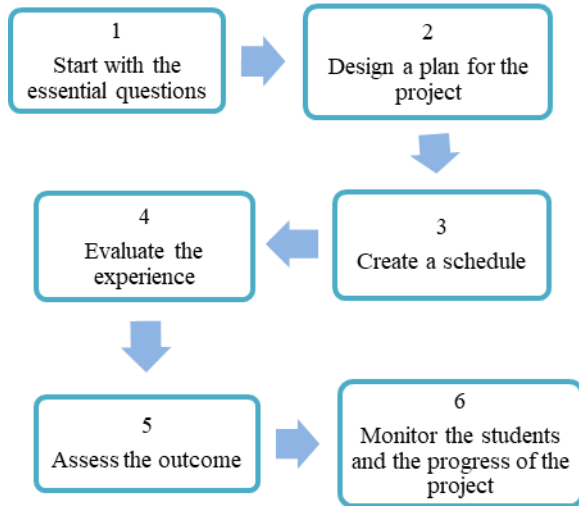 1
Start with the
essential questions
2
Design a plan for the
project
3
Create a schedule
4
Evaluate the
experience
5
Assess the outcome
6
Monitor the students
and the progress of the
project